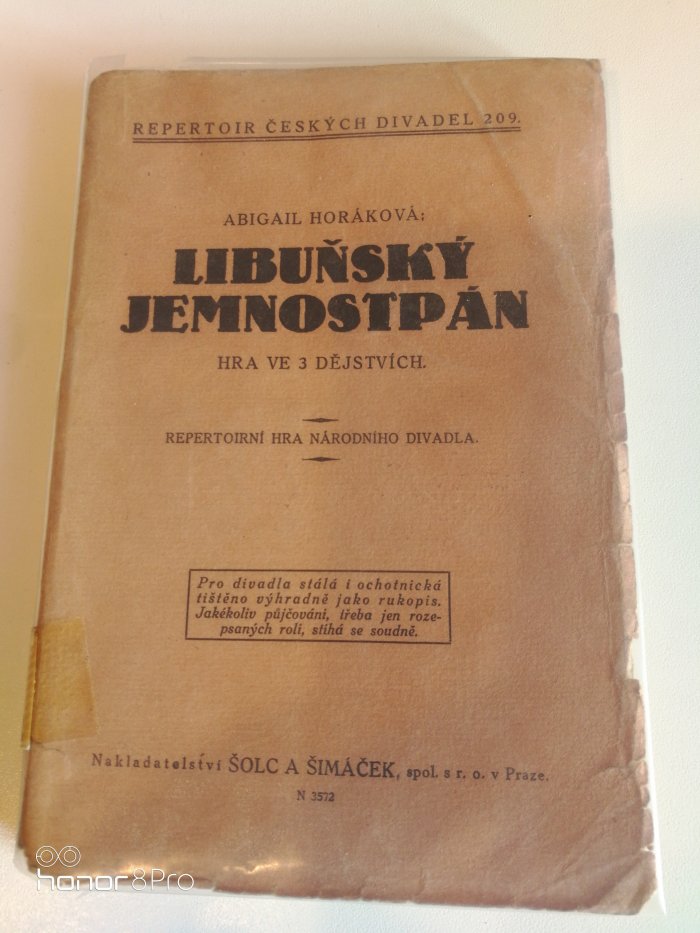 REPERTOIR ČESKÝCH DIVADEL 209.
ABIGAIL HORÁKOVÁ:
LIBUŇSKÝ
JEMNOSTPÁN
HRA VE 3 DĚJSTVÍCH.
REPERTOIRNÍ HRA NÁRODNÍHO DIVADLA.
Pro divadla stálá i ochotnická
tištěno výhradně jako rukopis.
Jakékoliv půjčování, třeba jen roze-
psaných rolí, stíhá se soudně.
Nakladatelství ŠOLC A ŠIMÁČEK, spol. s r. o. v Praze.
N 3572
honor 8 Pro